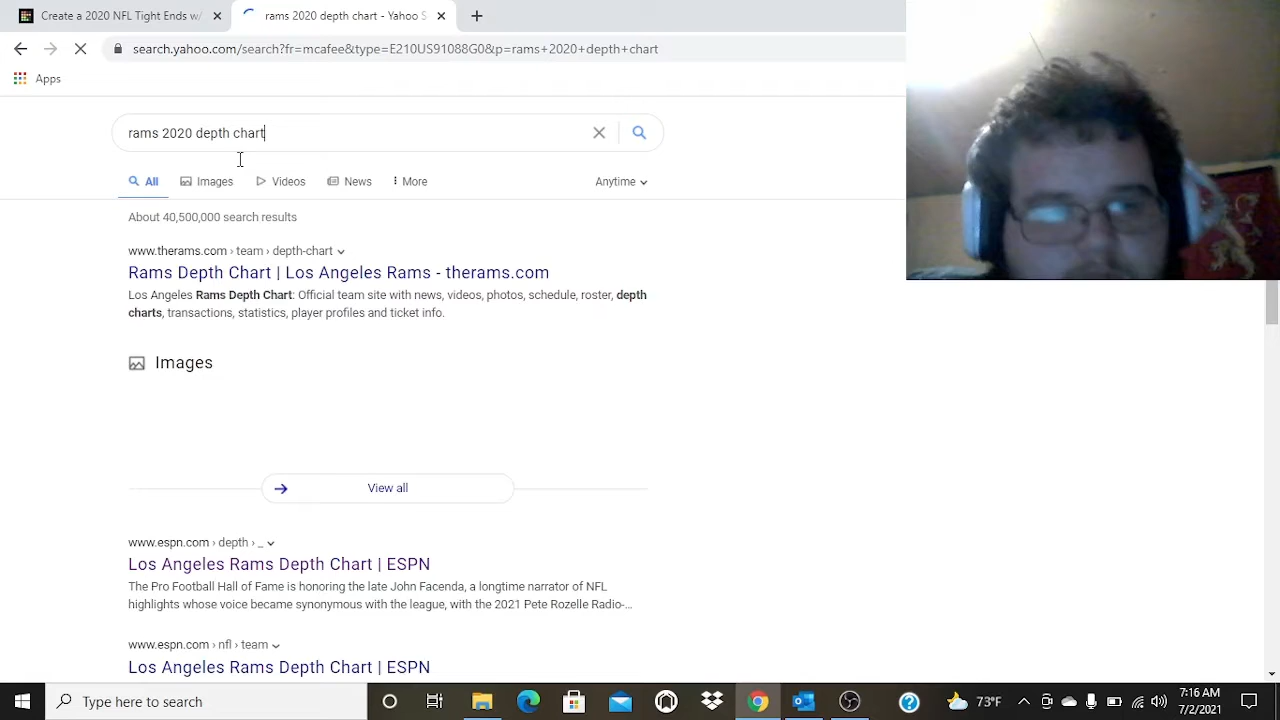 Create a 2020 NFL Tight Ends w/
rams 2020 depth chart - Yahoo S
search.yahoo.com/search?fr=mcafee&type=E210US91088G0&p=rams+2020+depth+chart
Apps
rams 2020 depth chart
All Images Videos News More Anytime
About 40,500,000 search results
www.therams.com › team › depth-chart
Rams Depth Chart | Los Angeles Rams - therams.com
Los Angeles Rams Depth Chart: Official team site with news, videos, photos, schedule, roster, depth
charts, transactions, statistics, player profiles and ticket info.
Images
View all
www.espn.com › depth › _
Los Angeles Rams Depth Chart | ESPN
The Pro Football Hall of Fame is honoring the late John Facenda, a longtime narrator of NFL
highlights whose voice became synonymous with the league, with the 2021 Pete Rozelle Radio-...
www.espn.com › nfl › team
Los Angeles Rams Depth Chart | ESPN
Type here to search
73°F
7:16 AM
7/2/2021